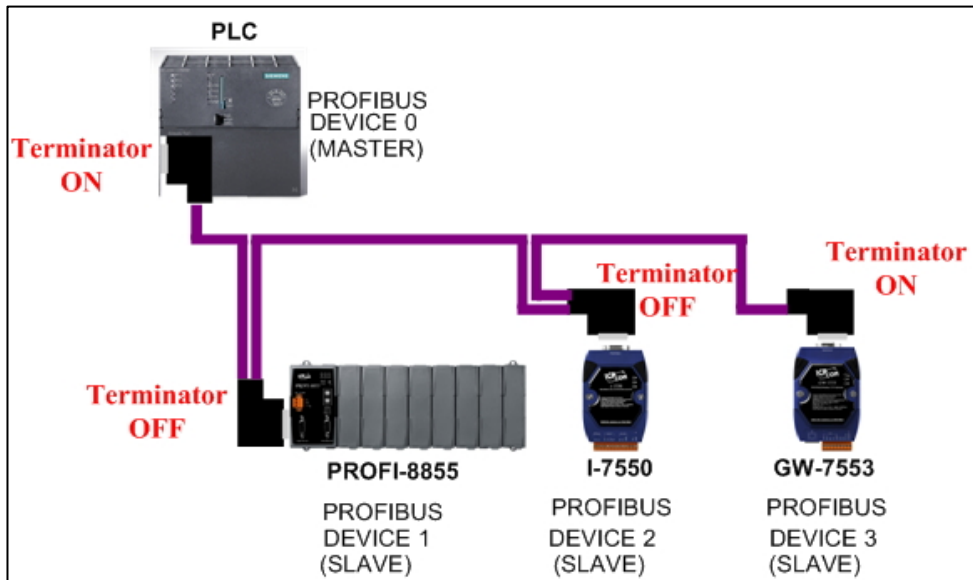 PLC
SIEMENS
PROFIBUS
DEVICE 0
(MASTER)
Terminator
ON
Terminator
OFF
Terminator
ON
Terminator
OFF
PROFI-8855
I-7550
GW-7553
PROFIBUS
DEVICE 1
(SLAVE)
PROFIBUS
DEVICE 2
(SLAVE)
PROFIBUS
DEVICE 3
(SLAVE)